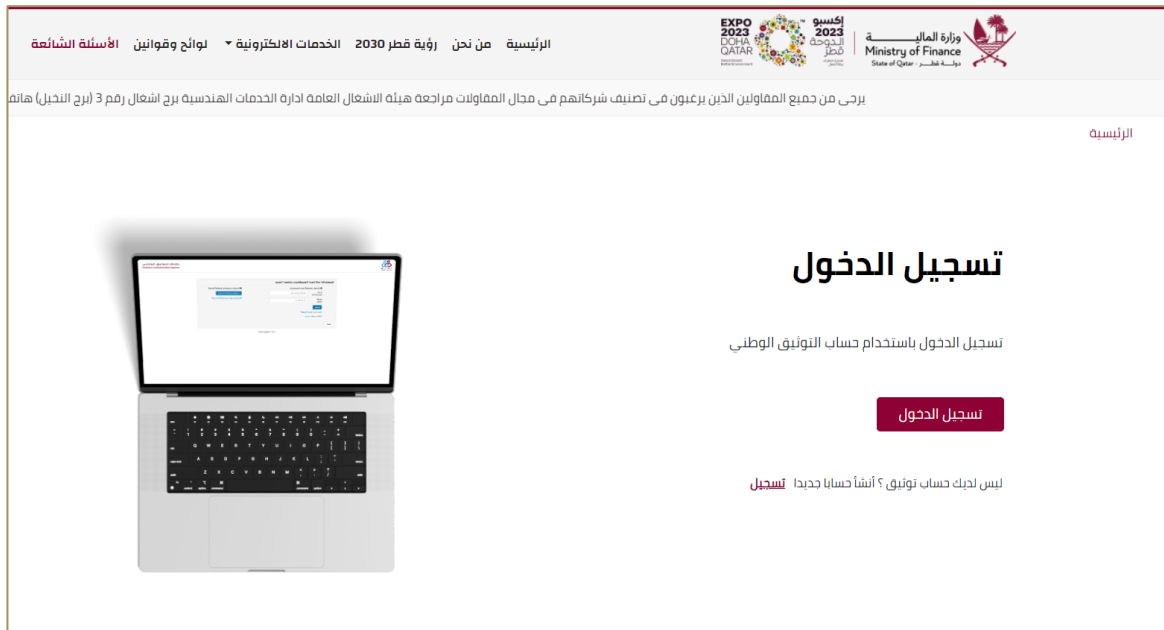 وزارة الماليـــــــــة
Ministry of Finance
State of Qatar . دولـــة قطـــر
إكسبو
2023
الدوحة
قطر
EXPO
2023
DOHA
QATAR
الرئيسية من نحن رؤية قطر 2030 الخدمات الالكترونية لوائح وقوانين الأسئلة الشائعة
يرجى من جميع المقاولين الذين يرغبون فى تصنيف شركاتهم فى مجال المقاولات مراجعة هيئة الاشغال العامة ادارة الخدمات الهندسية برج اشغال رقم 3 (برج النخيل) هاتف
الرئيسية
تسجيل الدخول
تسجيل الدخول باستخدام حساب التوثيق الوطني
تسجيل الدخول
ليس لديك حساب توثيق ؟ أنشأ حسابا جديدا تسجيل
Q W E R T Y U I O P
A S D F G H J K L
Z X C V B N M